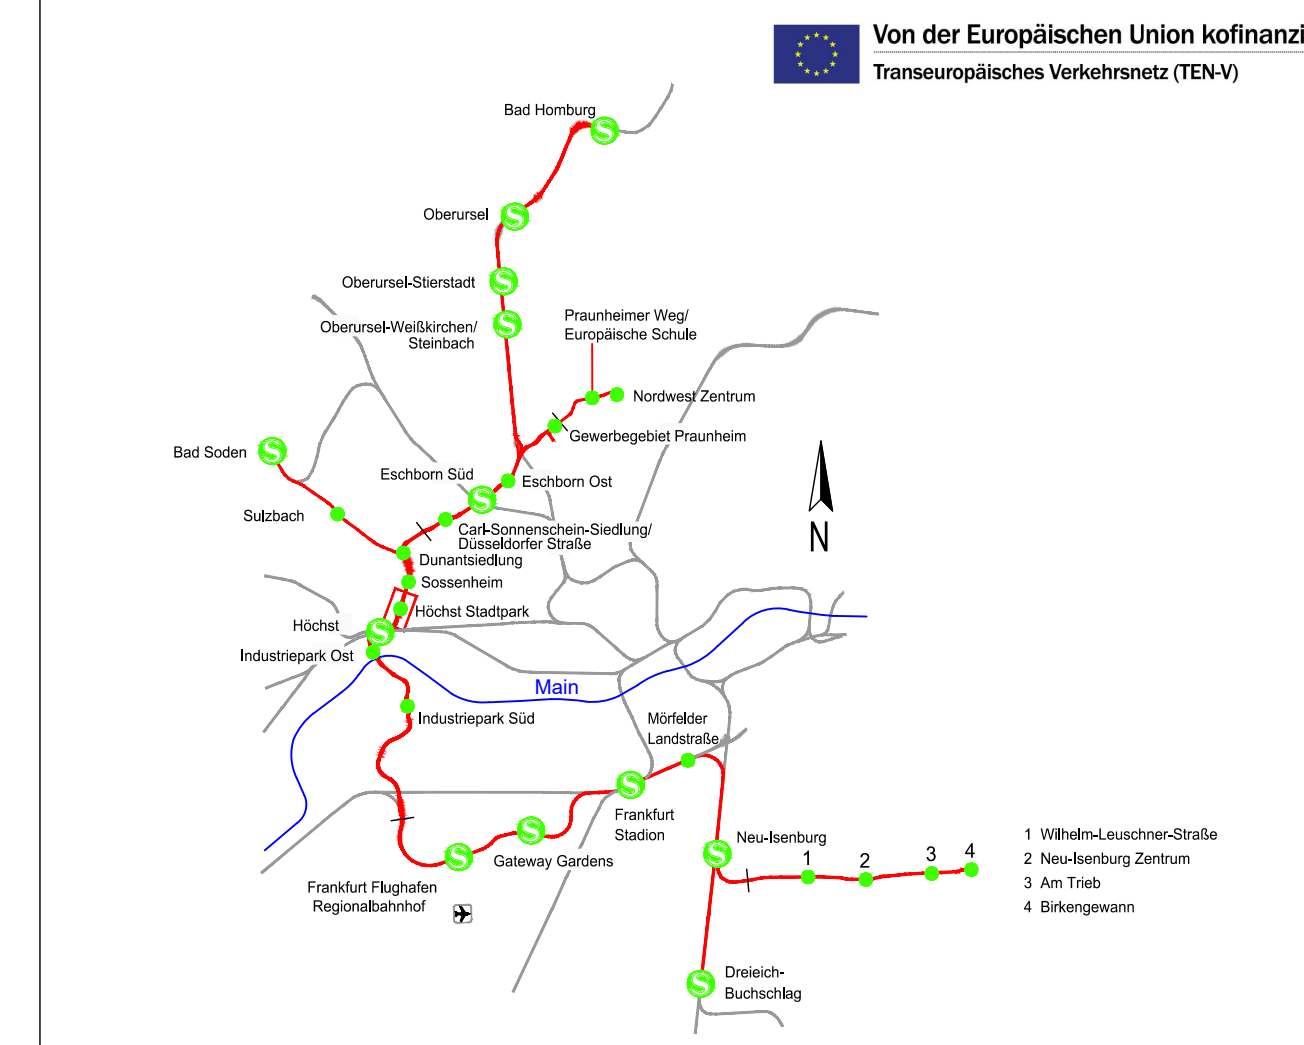 Von der Europäischen Union kofinanzi
Transeuropäisches Verkehrsnetz (TEN-V)
Bad Homburg
Oberursel
Oberursel-Stierstadt
Oberursel-Weißkirchen/
Steinbach
Praunheimer Weg/
Europäische Schule
Nordwest Zentrum
Gewerbegebiet Praunheim
Bad Soden
Eschborn Süd
Eschborn Ost
Sulzbach
Carl-Sonnenschein-Siedlung/
Düsseldorfer Straße
Dunantsiedlung
N
Sossenheim
Höchst Stadtpark
Höchst
Industriepark Ost
Main
Industriepark Süd
Mörfelder
Landstraße
Frankfurt
Stadion
Neu-Isenburg
Gateway Gardens
Frankfurt Flughafen
Regionalbahnhof
1
2
3
4
1 Wilhelm-Leuschner-Straße
2 Neu-Isenburg Zentrum
3 Am Trieb
4 Birkengewann
Dreieich-
Buchschlag
S
S
S
S
S
S
S
S
S
S
S
S